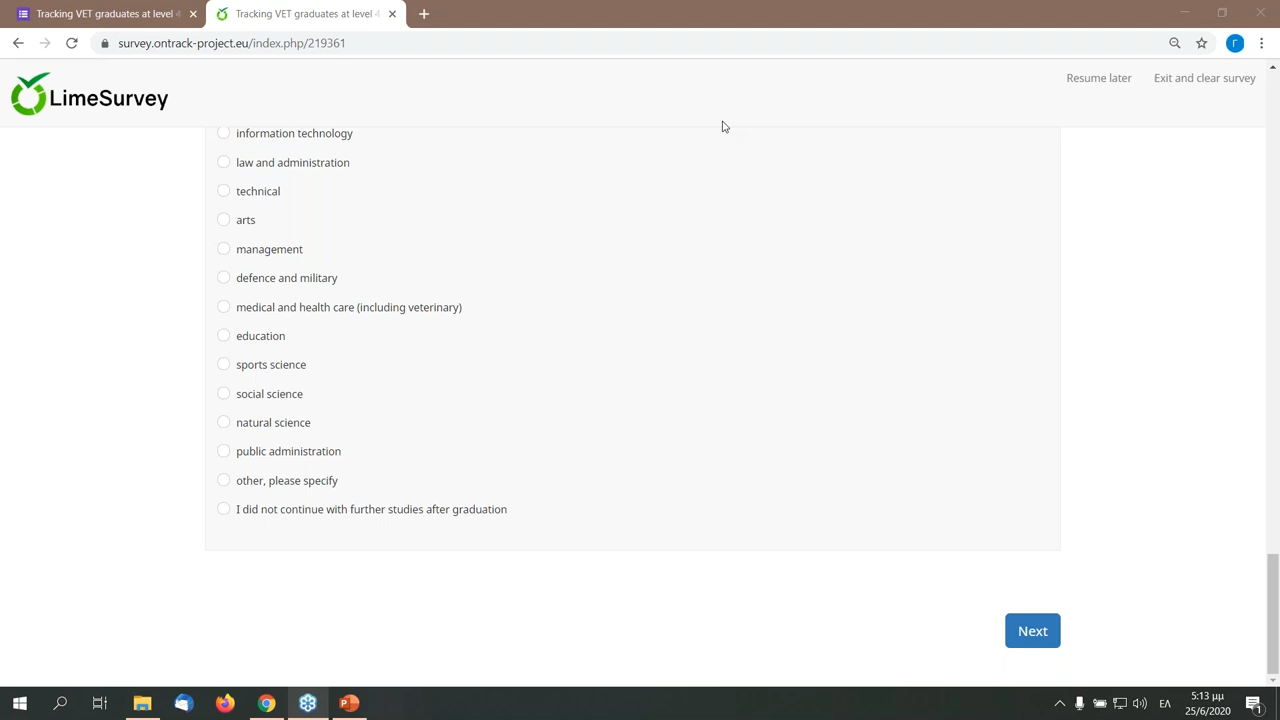 Tracking VET graduates at level 4
Tracking VET graduates at level 4
survey.ontrack-project.eu/index.php/219361
Г
LimeSurvey
Resume later
Exit and clear survey
information technology
law and administration
technical
arts
management
defence and military
medical and health care (including veterinary)
education
sports science
social science
natural science
public administration
other, please specify
I did not continue with further studies after graduation
Next
ΕΛ
5:13 μμ
25/6/2020
1